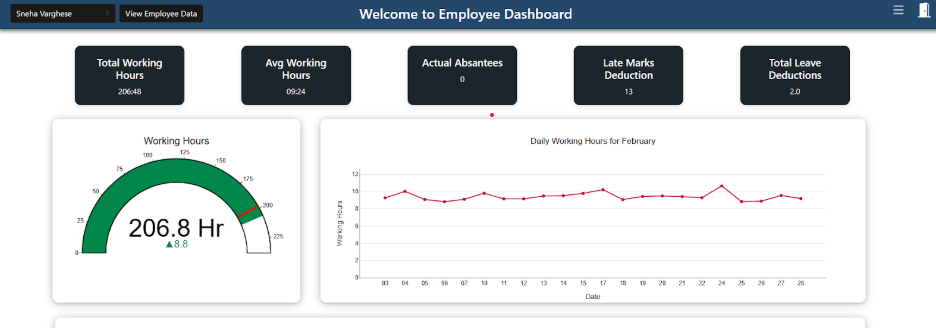 Sneha Varghese
View Employee Data
Welcome to Employee Dashboard
Total Working
Hours
206:48
Avg Working
Hours
09:24
Actual Absantees
0
Late Marks
Deduction
13
Total Leave
Deductions
2.0
Working Hours
0
25
50
75
100
125
150
175
200
225
206.8 Hr
▲8.8
Daily Working Hours for February
Working Hours
12
10
8
6
4
2
0
03 04 05 06 07 10 11 12 13 14 15 17 18 19 20 21 22 24 25 26 27 28
Date